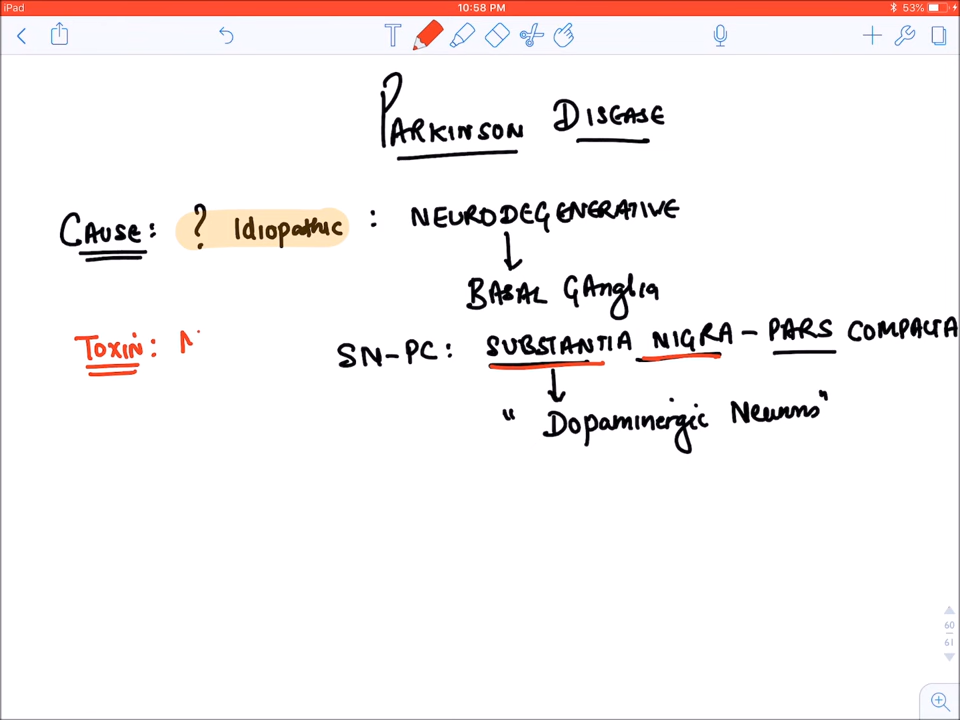 iPad
10:58 PM
53%
T
PARKINSON DISEASE
CAUSE: ? Idiopathic : NEURODEGENERATIVE
BASAL GAnglia
TOXIN:
SN-PC: SUBSTANTIA NIGRA - PARS COMPACTA
" Dopaminergic Neurons"
60
61